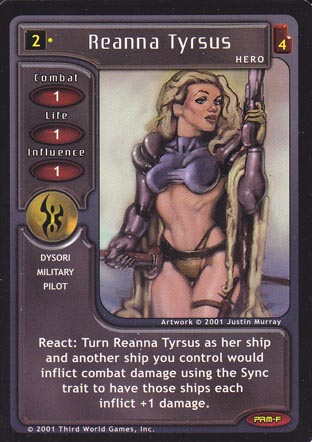 2
Reanna Tyrsus
4
HERO
Combat
1
Life
1
Influence
1
DYSORI
MILITARY
PILOT
Artwork © 2001 Justin Murray
React: Turn Reanna Tyrsus as her ship
and another ship you control would
inflict combat damage using the Sync
trait to have those ships each
inflict +1 damage.
© 2001 Third World Games, Inc.
PRM-F